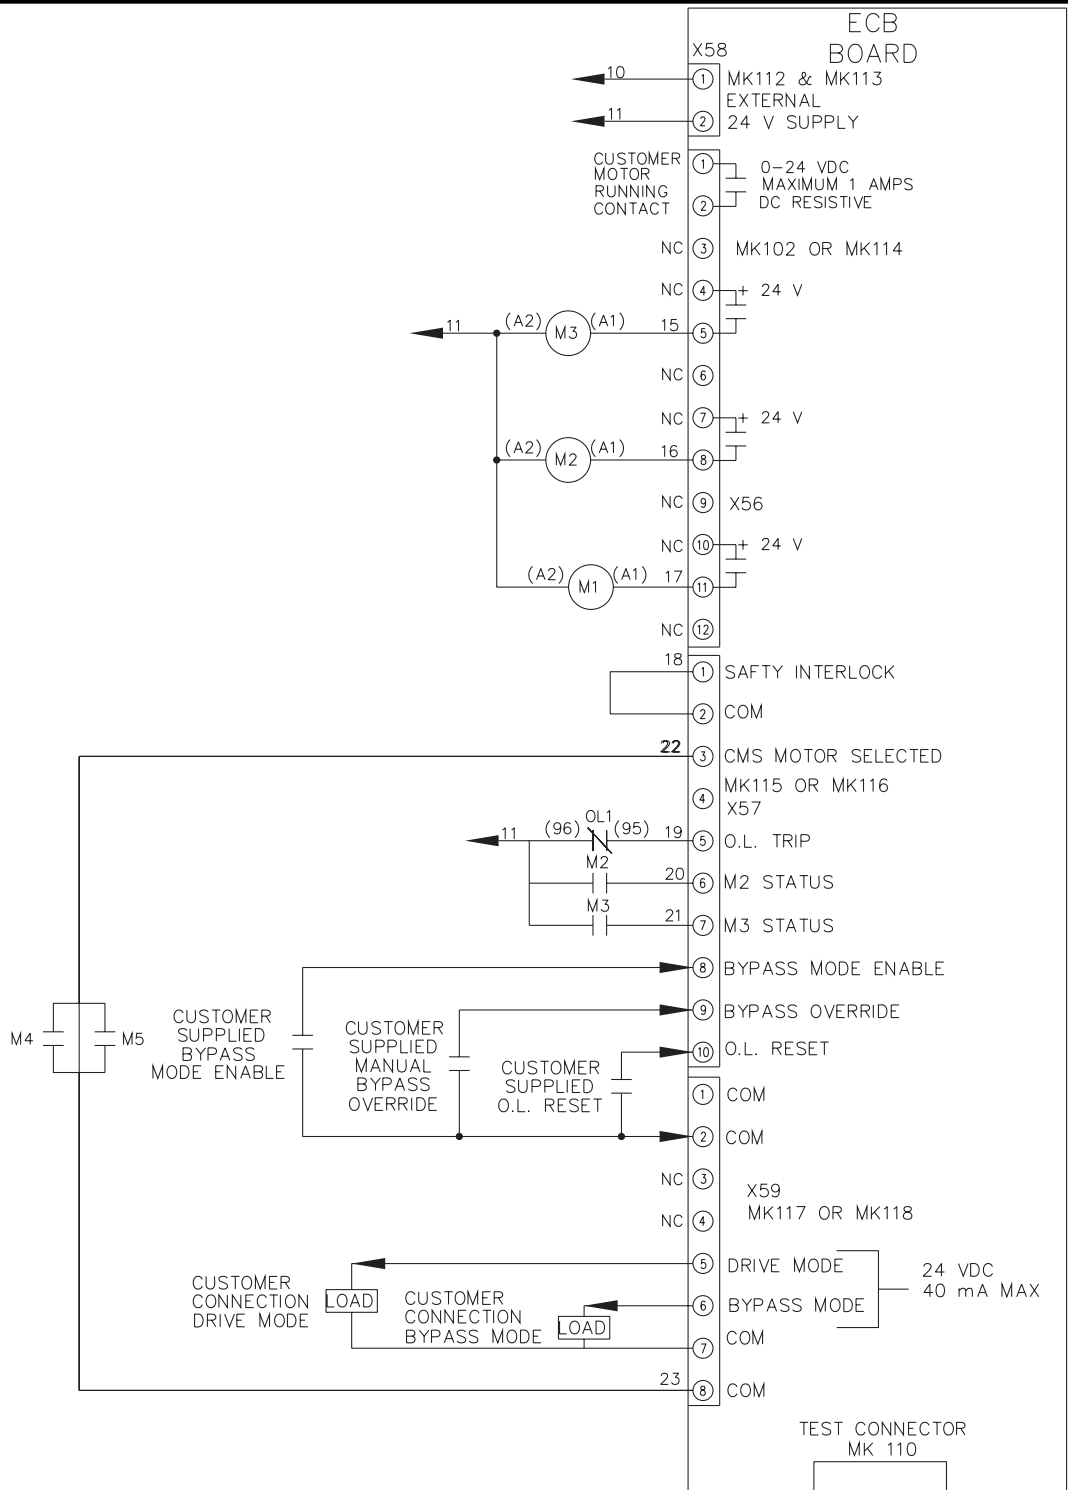 ECB
BOARD
X58
10
1
MK112 & MK113
EXTERNAL
11
2
24 V SUPPLY
CUSTOMER
MOTOR
RUNNING
CONTACT
1
2
0-24 VDC
MAXIMUM 1 AMPS
DC RESISTIVE
NC
3
MK102 OR MK114
NC
4
+ 24 V
11
(A2)
M3
(A1)
15
5
NC
6
NC
7
+ 24 V
(A2)
M2
(A1)
16
8
NC
9
X56
NC
10
+ 24 V
(A2)
M1
(A1)
17
11
NC
12
18
1
SAFTY INTERLOCK
2
COM
22
3
CMS MOTOR SELECTED
4
MK115 OR MK116
X57
11
(96)
OL1
(95)
19
5
O.L. TRIP
M2
20
6
M2 STATUS
M3
21
7
M3 STATUS
8
BYPASS MODE ENABLE
9
BYPASS OVERRIDE
10
O.L. RESET
M4
M5
CUSTOMER
SUPPLIED
BYPASS
MODE ENABLE
CUSTOMER
SUPPLIED
MANUAL
BYPASS
OVERRIDE
CUSTOMER
SUPPLIED
O.L. RESET
1
COM
2
COM
NC
3
X59
MK117 OR MK118
NC
4
5
DRIVE MODE
6
BYPASS MODE
24 VDC
40 mA MAX
CUSTOMER
CONNECTION
DRIVE MODE
LOAD
CUSTOMER
CONNECTION
BYPASS MODE
LOAD
7
COM
23
8
COM
TEST CONNECTOR
MK 110